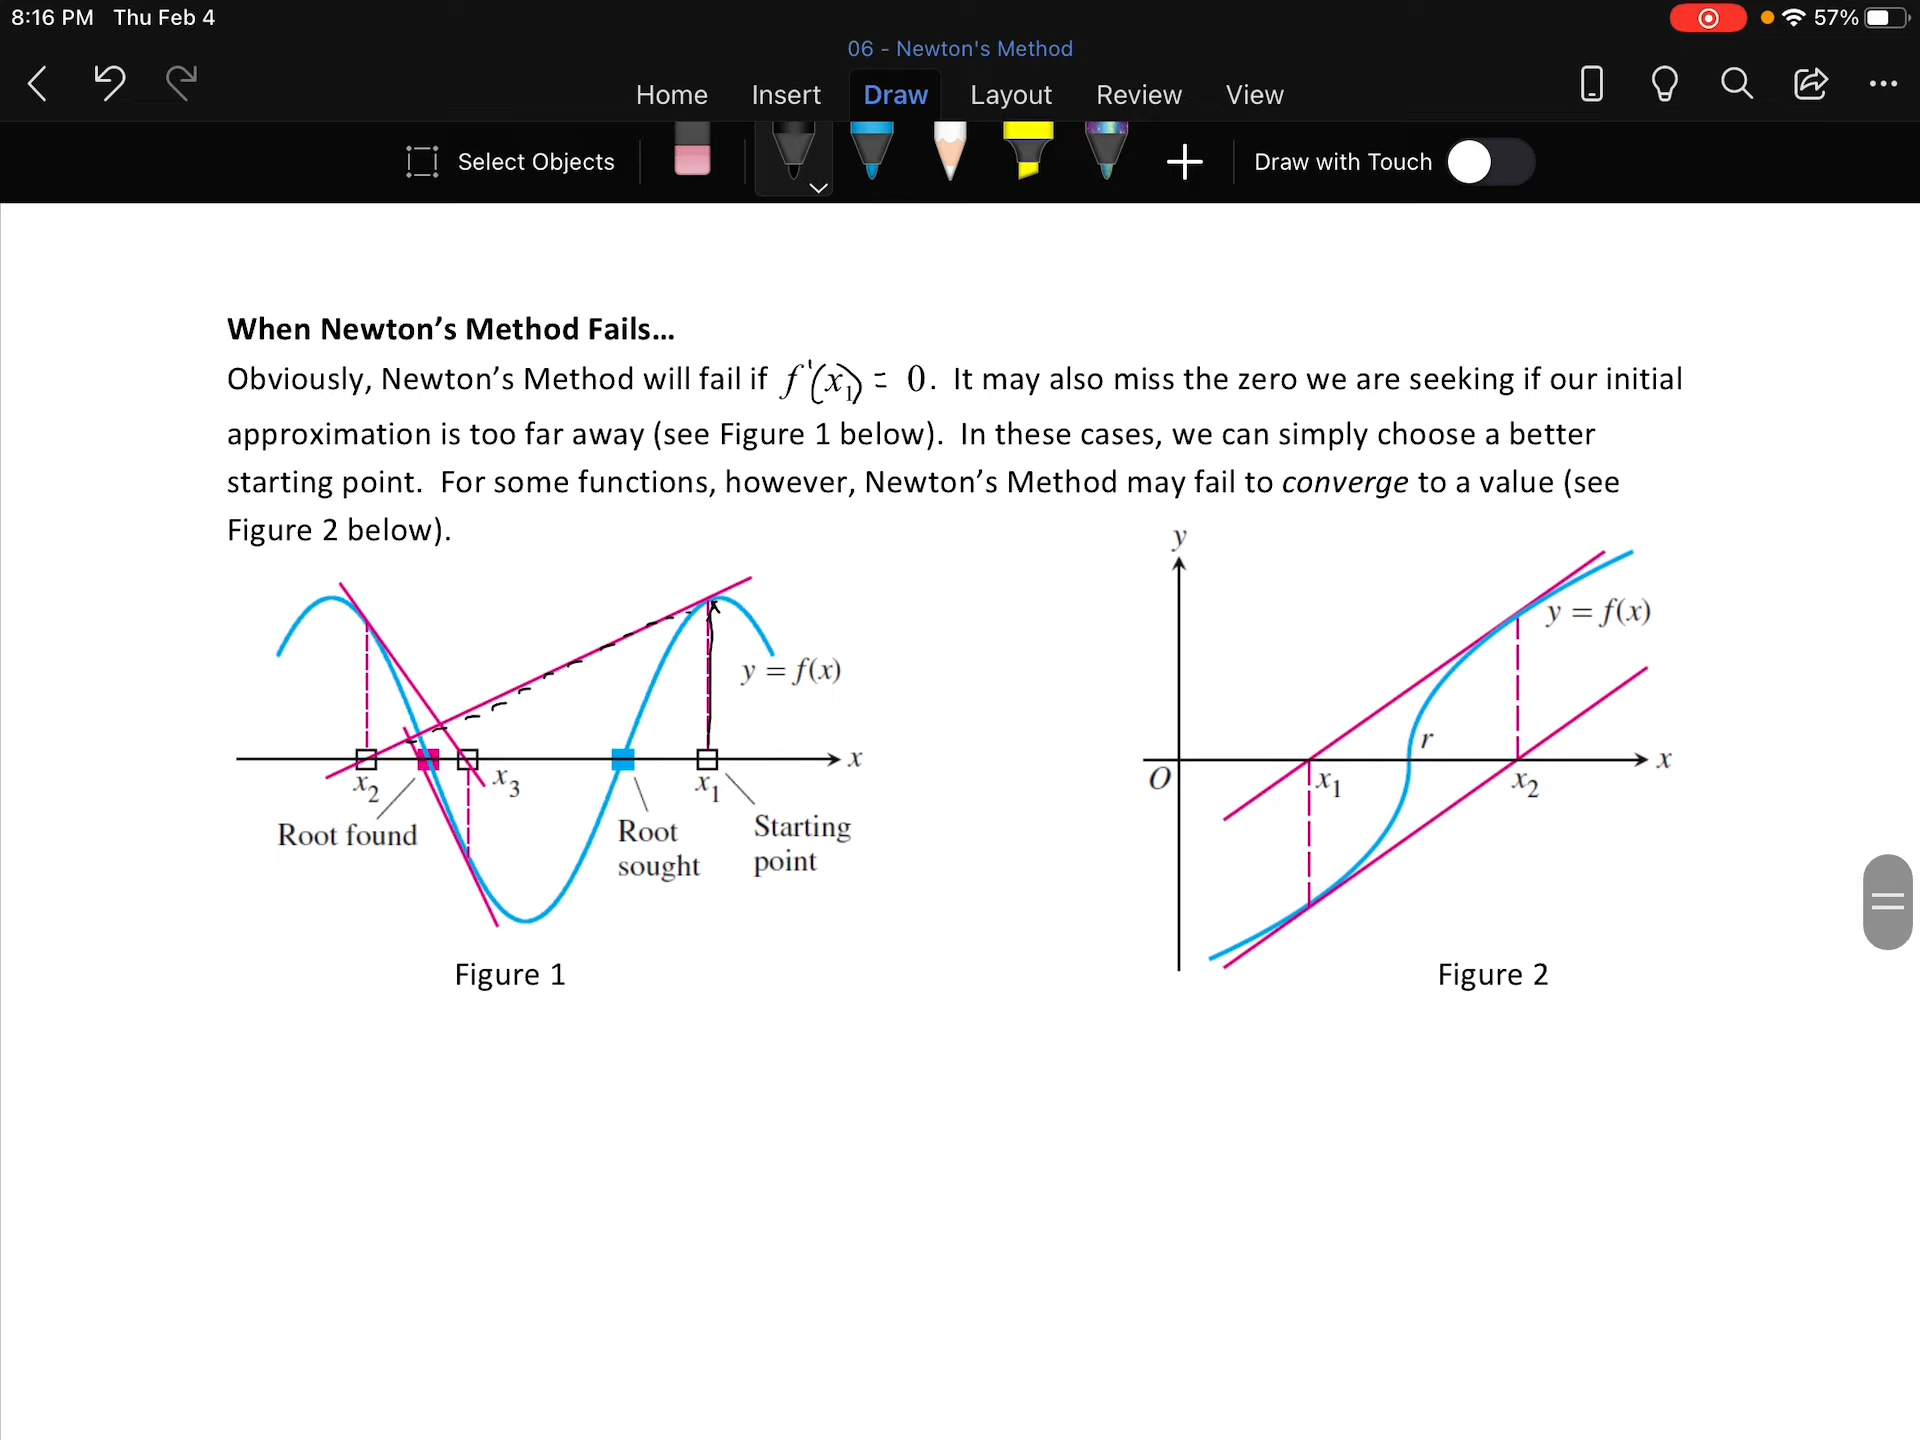 8:16 PM Thu Feb 4
57%
06 - Newton's Method
Home Insert Draw Layout Review View
Select Objects
Draw with Touch
When Newton's Method Fails...
Obviously, Newton's Method will fail if f'(x₁) = 0. It may also miss the zero we are seeking if our initial
approximation is too far away (see Figure 1 below). In these cases, we can simply choose a better
starting point. For some functions, however, Newton's Method may fail to converge to a value (see
Figure 2 below).
y = f(x)
x
x₂
x₃
x₁
Root found
Root
sought
Starting
point
Figure 1
y
y = f(x)
r
x
O
x₁
x₂
Figure 2